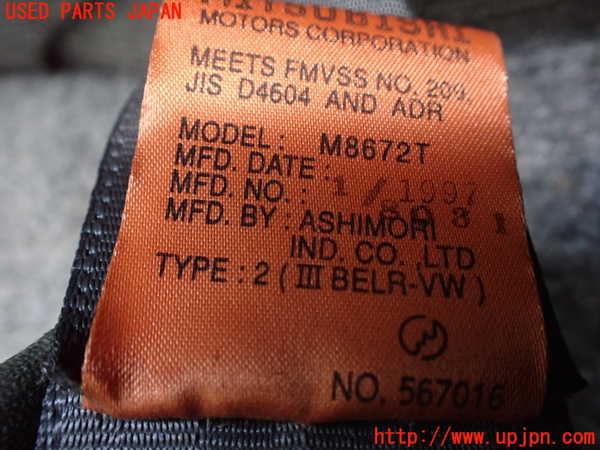 USED PARTS JAPAN
MITSUBISHI
MOTORS CORPORATION
MEETS FMVSS NO. 209,
JIS D4604 AND ADR
MODEL : M8672T
MFD. DATE :
1 / 1997
MFD. NO. :
MFD. BY : ASHIMORI
IND. CO., LTD
TYPE : 2 ( III BELR-VW )
NO. 567016
http://www.upjpn.com